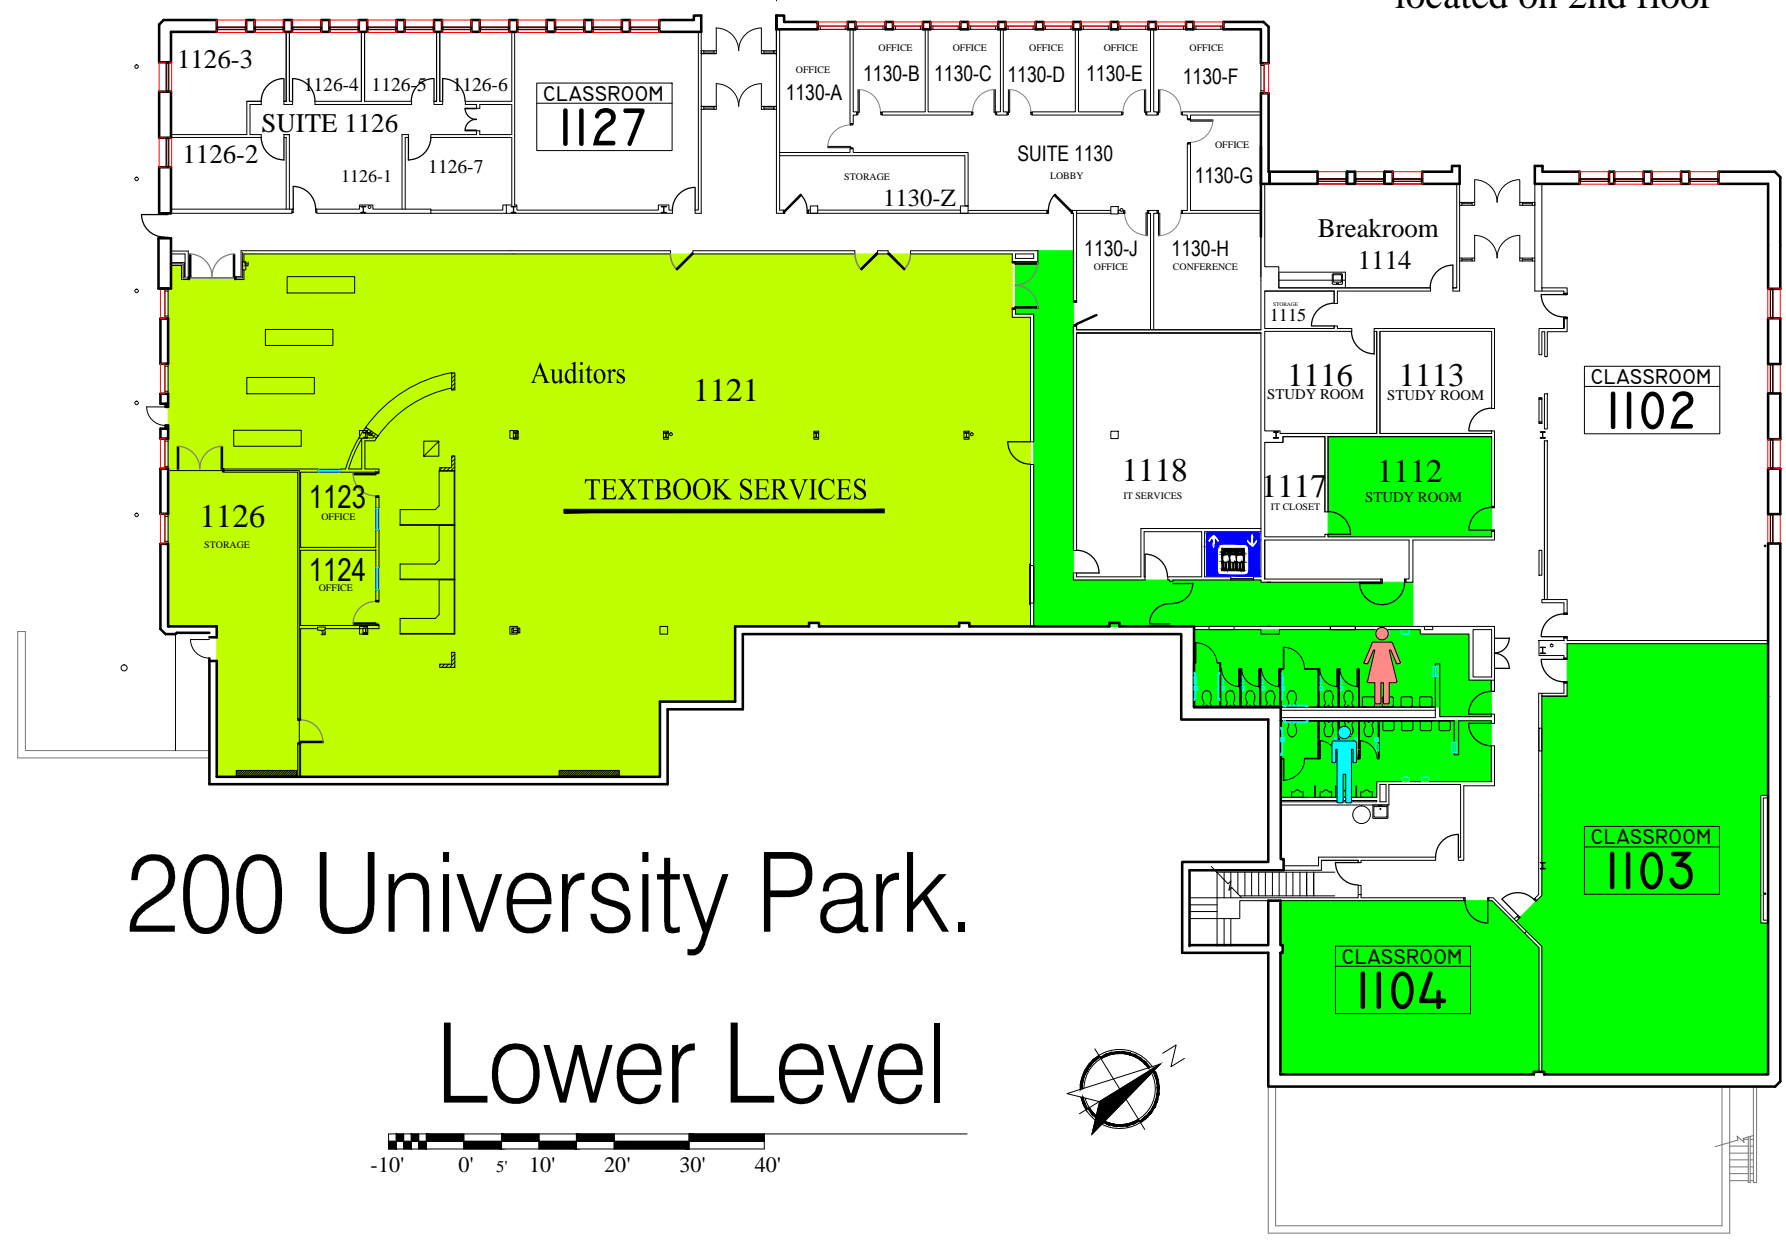 located on 2nd floor
1126-3
1126-4
1126-5
1126-6
SUITE 1126
1126-2
1126-1
1126-7
CLASSROOM
1127
OFFICE
1130-A
OFFICE
1130-B
OFFICE
1130-C
OFFICE
1130-D
OFFICE
1130-E
OFFICE
1130-F
SUITE 1130
LOBBY
OFFICE
1130-G
STORAGE
1130-Z
1130-J
OFFICE
1130-H
CONFERENCE
Breakroom
1114
STORAGE
1115
1116
STUDY ROOM
1113
STUDY ROOM
CLASSROOM
1102
Auditors
1121
TEXTBOOK SERVICES
1118
IT SERVICES
1117
IT CLOSET
1112
STUDY ROOM
1126
STORAGE
1123
OFFICE
1124
OFFICE
CLASSROOM
1103
CLASSROOM
1104
200 University Park.
Lower Level
N
-10' 0' 5' 10' 20' 30' 40'